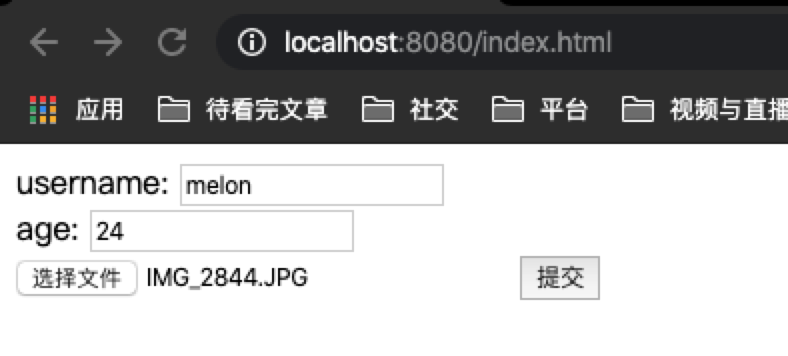 localhost:8080/index.html
应用 待看完文章 社交 平台 视频与直播
username: melon
age: 24
选择文件 IMG_2844.JPG 提交